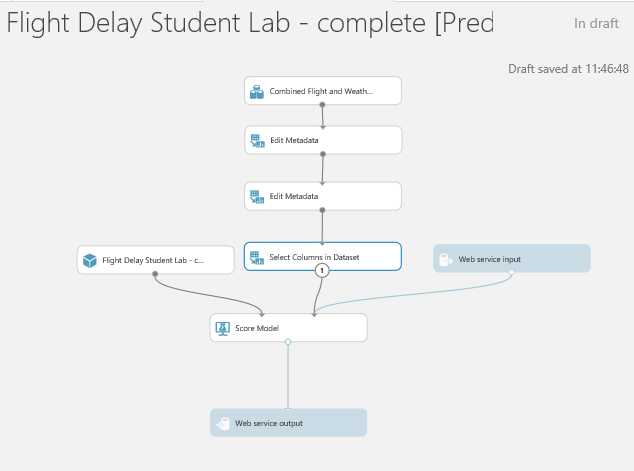 Flight Delay Student Lab - complete [Pred
In draft
Draft saved at 11:46:48
Combined Flight and Weath...
Edit Metadata
Edit Metadata
Flight Delay Student Lab - c...
Select Columns in Dataset
Web service input
1
Score Model
Web service output